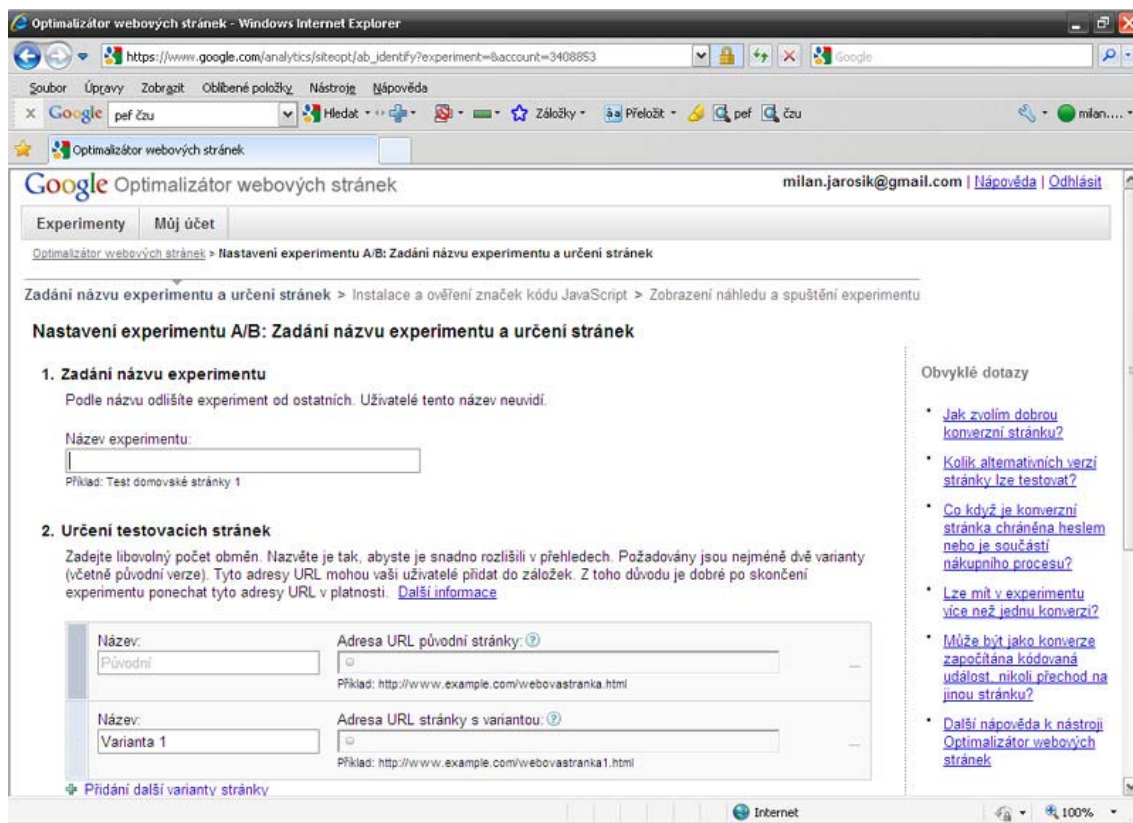 Optimalizátor webových stránek - Windows Internet Explorer
https://www.google.com/analytics/siteopt/ab_identify?experiment=&account=3408853
Google
Soubor Úpravy Zobrazit Oblíbené položky Nástroje Nápověda
x Google pef čzu Hledat Záložky Přeložit pef čzu milan....
Optimalizátor webových stránek
Google Optimalizátor webových stránek
milan.jarosik@gmail.com | Nápověda | Odhlásit
Experimenty Můj účet
Optimalizátor webových stránek > Nastavení experimentu A/B: Zadání názvu experimentu a určení stránek
Zadání názvu experimentu a určení stránek > Instalace a ověření značek kódu JavaScript > Zobrazení náhledu a spuštění experimentu
Nastavení experimentu A/B: Zadání názvu experimentu a určení stránek
1. Zadání názvu experimentu
Podle názvu odlišíte experiment od ostatních. Uživatelé tento název neuvidí.
Název experimentu:
Příklad: Test domovské stránky 1
2. Určení testovacích stránek
Zadejte libovolný počet obměn. Nazvěte je tak, abyste je snadno rozlišili v přehledech. Požadovány jsou nejméně dvě varianty
(včetně původní verze). Tyto adresy URL mohou vaši uživatelé přidat do záložek. Z toho důvodu je dobré po skončení
experimentu ponechat tyto adresy URL v platnosti. Další informace
Název: Adresa URL původní stránky: ?
Původní
Příklad: http://www.example.com/webovastranka.html
Název: Adresa URL stránky s variantou: ?
Varianta 1
Příklad: http://www.example.com/webovastranka1.html
Přidání další varianty stránky
Obvyklé dotazy
Jak zvolím dobrou
konverzní stránku?
Kolik alternativních verzí
stránky lze testovat?
Co když je konverzní
stránka chráněna heslem
nebo je součástí
nákupního procesu?
Lze mít v experimentu
více než jednu konverzi?
Může být jako konverze
započítána kódovaná
událost, nikoli přechod na
jinou stránku?
Další nápověda k nástroji
Optimalizátor webových
stránek
Internet 100%